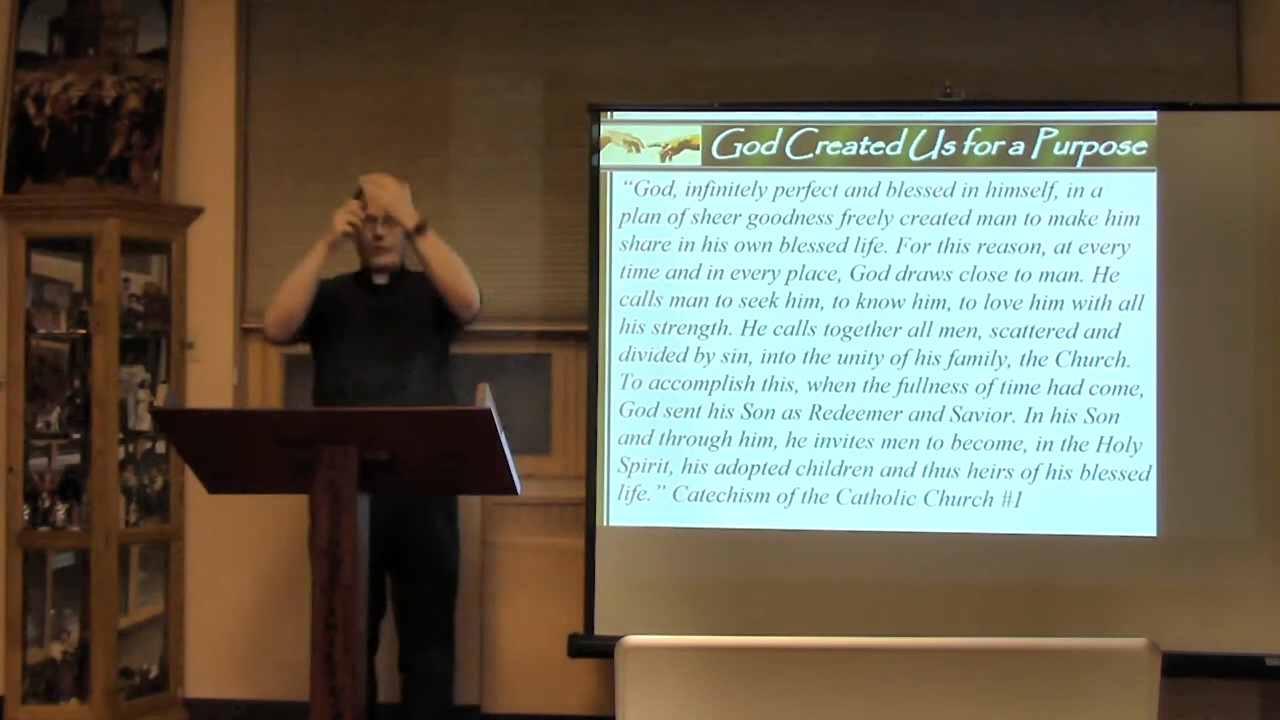 God Created Us for a Purpose
“God, infinitely perfect and blessed in himself, in a
plan of sheer goodness freely created man to make him
share in his own blessed life. For this reason, at every
time and in every place, God draws close to man. He
calls man to seek him, to know him, to love him with all
his strength. He calls together all men, scattered and
divided by sin, into the unity of his family, the Church.
To accomplish this, when the fullness of time had come,
God sent his Son as Redeemer and Savior. In his Son
and through him, he invites men to become, in the Holy
Spirit, his adopted children and thus heirs of his blessed
life.” Catechism of the Catholic Church #1